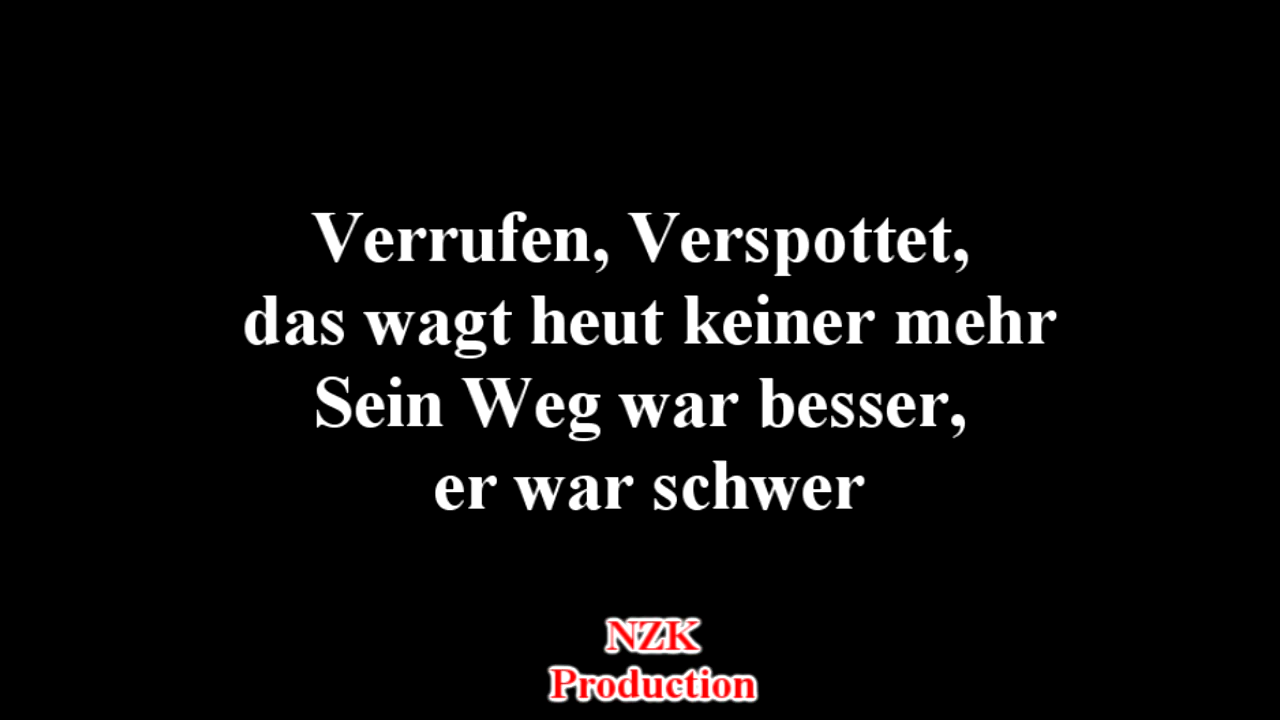 Verrufen, Verspottet,
das wagt heut keiner mehr
Sein Weg war besser,
er war schwer
NZK
Production